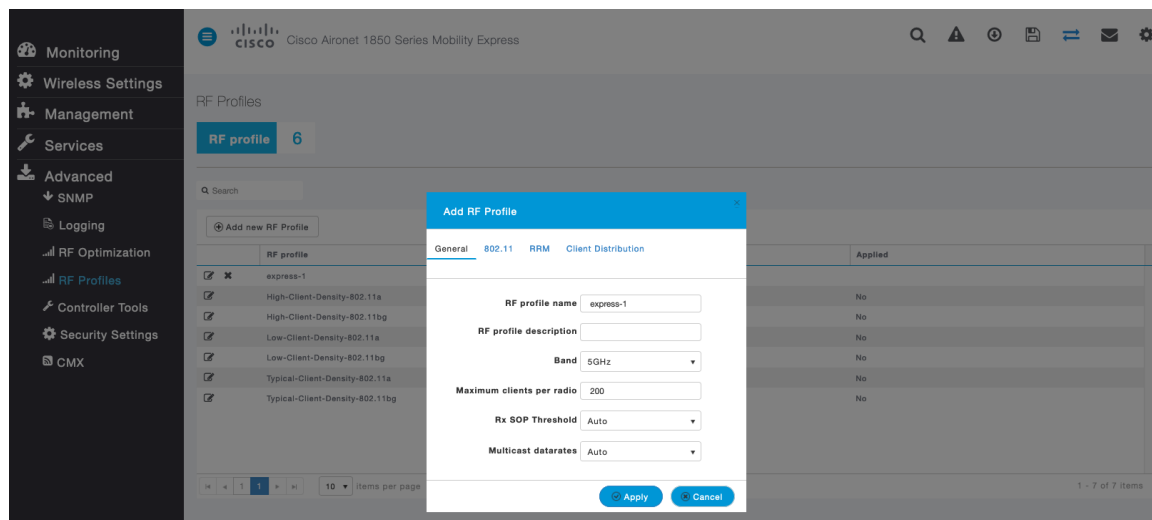 CISCO Cisco Aironet 1850 Series Mobility Express
Monitoring
Wireless Settings
Management
Services
Advanced
SNMP
Logging
RF Optimization
RF Profiles
Controller Tools
Security Settings
CMX
RF Profiles
RF profile 6
Search
Add new RF Profile
RF profile Applied
express-1
High-Client-Density-802.11a No
High-Client-Density-802.11bg No
Low-Client-Density-802.11a No
Low-Client-Density-802.11bg No
Typical-Client-Density-802.11a No
Typical-Client-Density-802.11bg No
1 1 10 items per page 1 - 7 of 7 items
Add RF Profile
General 802.11 RRM Client Distribution
RF profile name express-1
RF profile description
Band 5GHz
Maximum clients per radio 200
Rx SOP Threshold Auto
Multicast datarates Auto
Apply Cancel